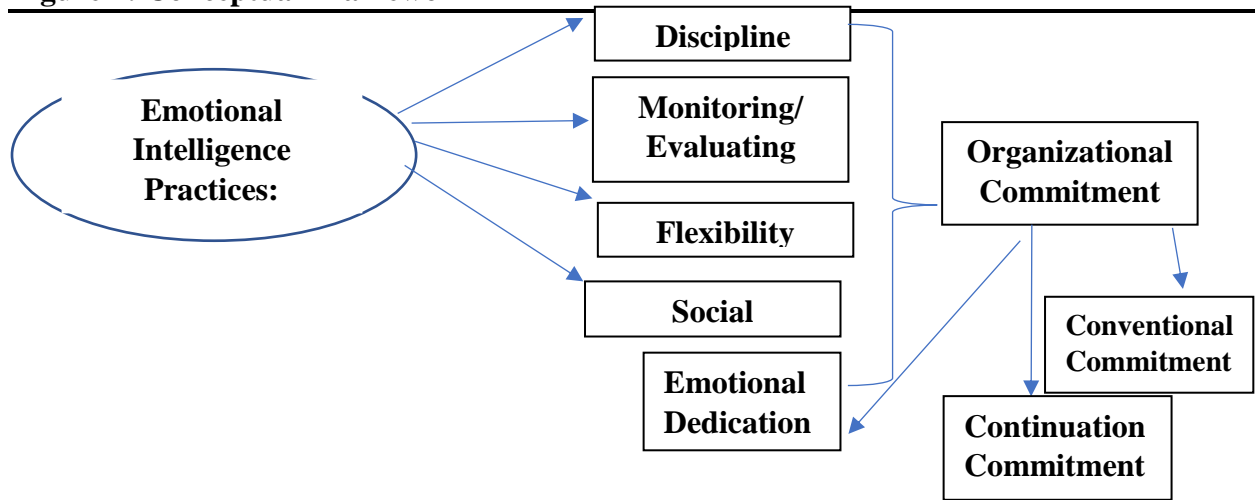 Emotional
Intelligence
Practices:
Discipline
Monitoring/
Evaluating
Flexibility
Social
Emotional
Dedication
Organizational
Commitment
Conventional
Commitment
Continuation
Commitment